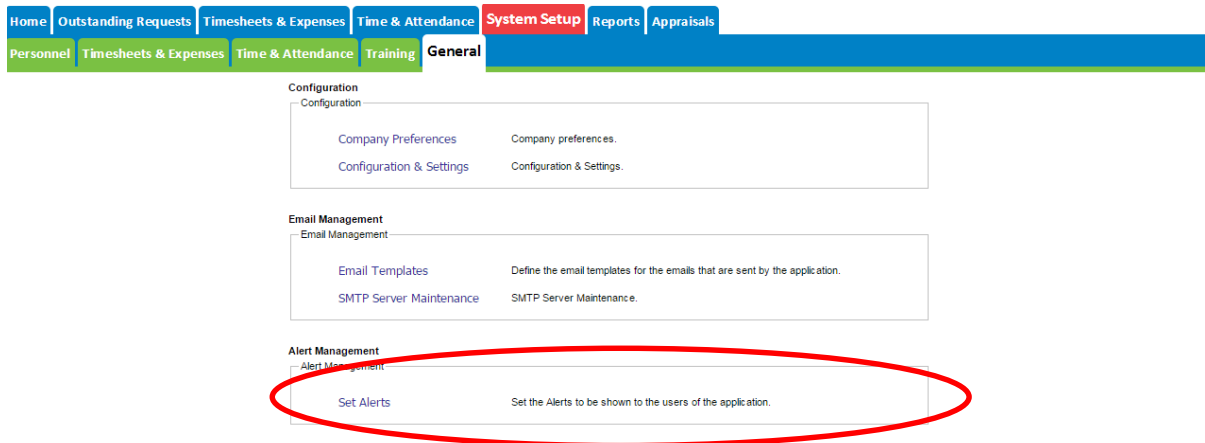 Home Outstanding Requests Timesheets & Expenses Time & Attendance System Setup Reports Appraisals
Personnel Timesheets & Expenses Time & Attendance Training General
Configuration
Configuration
Company Preferences Company preferences.
Configuration & Settings Configuration & Settings.
Email Management
Email Management
Email Templates Define the email templates for the emails that are sent by the application.
SMTP Server Maintenance SMTP Server Maintenance.
Alert Management
Alert Management
Set Alerts Set the Alerts to be shown to the users of the application.